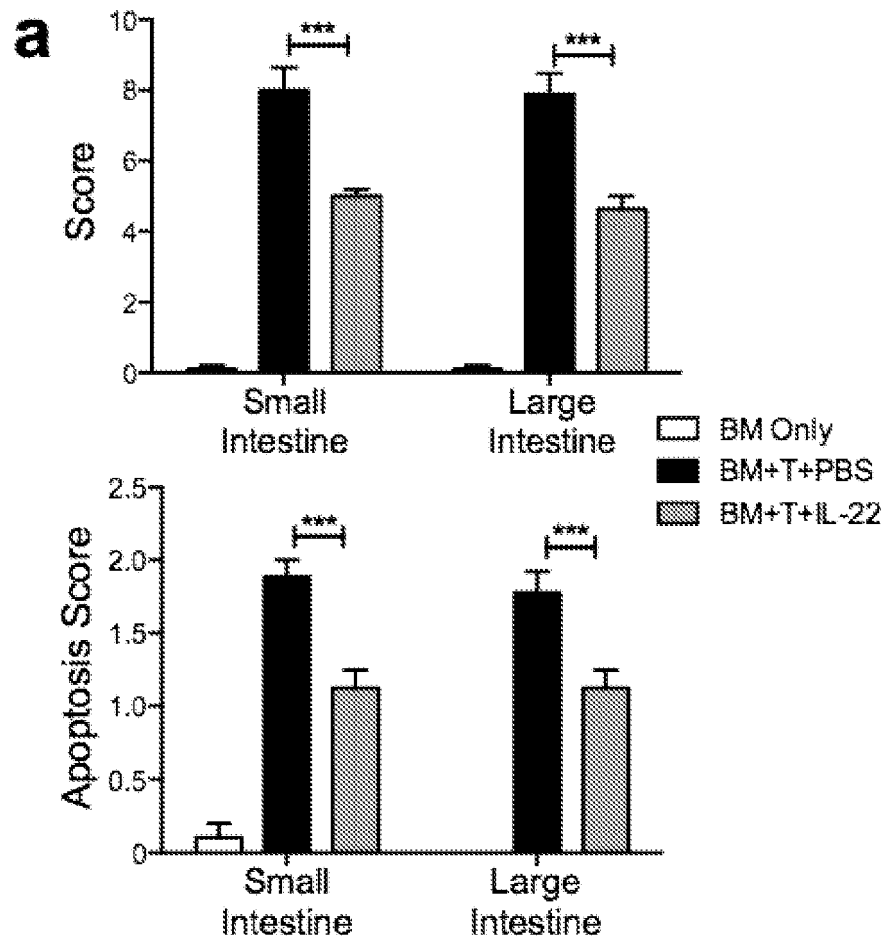 a
10
8
6
4
2
0
Score
***
***
Small
Intestine
Large
Intestine
BM Only
BM+T+PBS
BM+T+IL-22
2.5
2.0
1.5
1.0
0.5
0
Apoptosis Score
***
***
Small
Intestine
Large
Intestine